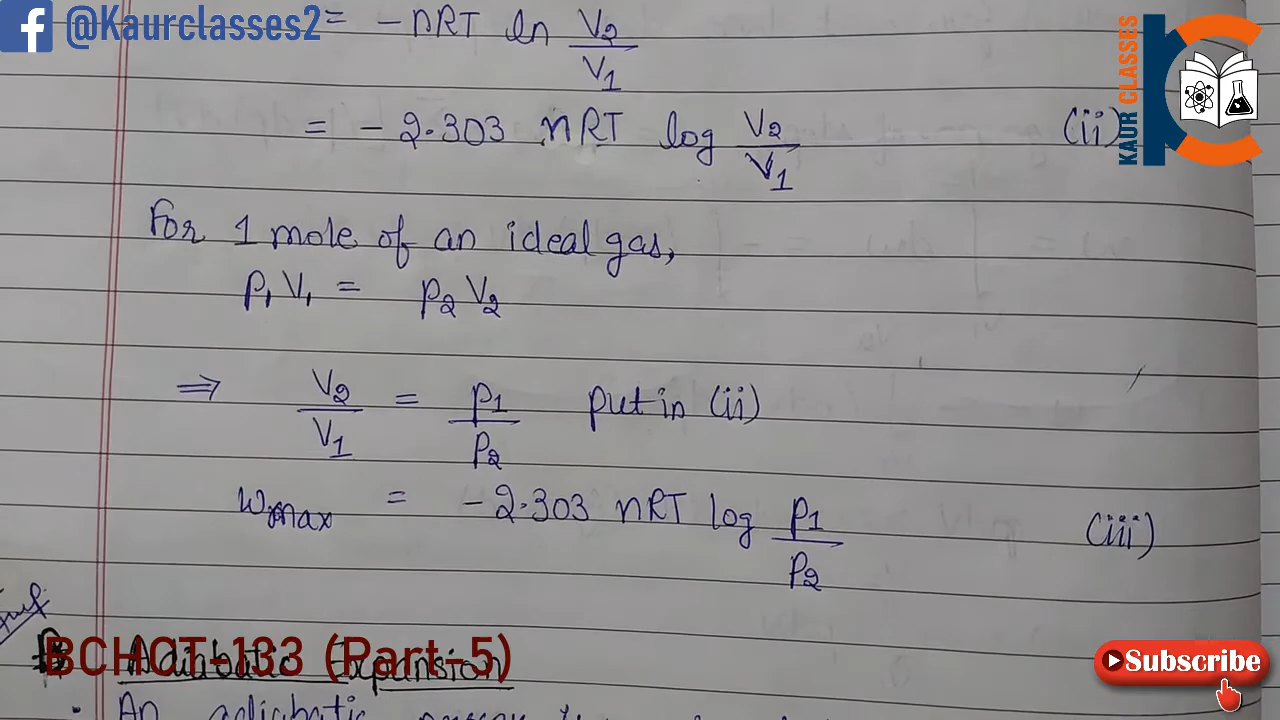 @Kaurclasses2
KAUR CLASSES
= -nRT ln V₂/V₁
= -2.303 nRT log V₂/V₁ (ii)
For 1 mole of an ideal gas,
P₁V₁ = P₂V₂
⇒ V₂/V₁ = P₁/P₂ put in (ii)
Wmax = -2.303 nRT log P₁/P₂ (iii)
BCHCT-133 (Part-5)
Adiabatic Expansion
Subscribe
• An adiabatic